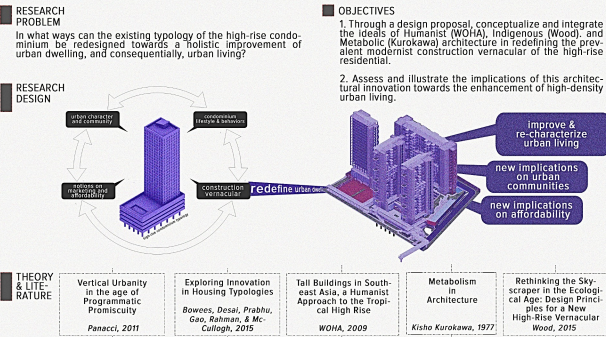 RESEARCH
PROBLEM
In what ways can the existing typology of the high-rise condo-
minium be redesigned towards a holistic improvement of
urban dwelling, and consequentially, urban living?
OBJECTIVES
1. Through a design proposal, conceptualize and integrate
the ideals of Humanist (WOHA), Indigenous (Wood). and
Metabolic (Kurokawa) architecture in redefining the prev-
alent modernist construction vernacular of the high-rise
residential.
2. Assess and illustrate the implications of this architec-
tural innovation towards the enhancement of high-density
urban living.
RESEARCH
DESIGN
urban character
and community
condominium
lifestyle & behaviors
notions on
marketing and
affordability
construction
vernacular
redefine urban
improve &
re-characterize
urban living
new implications
on urban
communities
new implications
on affordability
THEORY
& LITE-
RATURE
Vertical Urbanity
in the age of
Programmatic
Promiscuity
Panacci, 2011
Exploring Innovation
in Housing Typologies
Bowees, Desai, Prabhu,
Gao, Rahman, & Mc-
Cullogh, 2015
Tall Buildings in South-
east Asia, a Humanist
Approach to the Tropi-
cal High Rise
WOHA, 2009
Metabolism
in
Architecture
Kisho Kurokawa, 1977
Rethinking the Sky-
scraper in the Ecologi-
cal Age: Design Princi-
ples for a New
High-Rise Vernacular
Wood, 2015